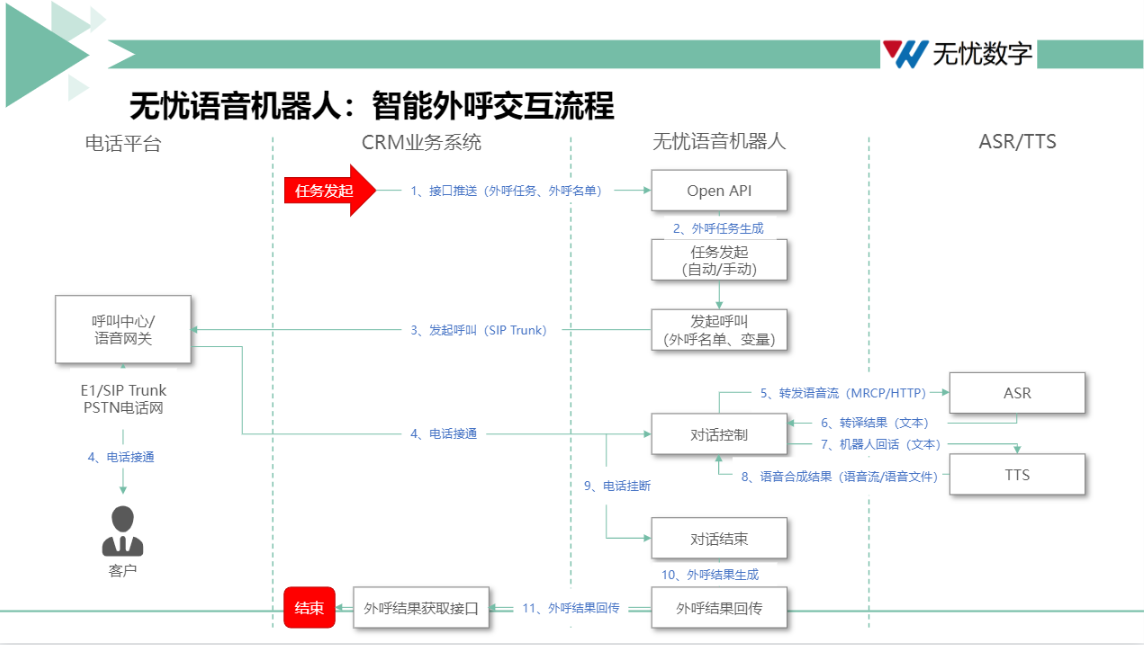 无忧数字
无忧语音机器人：智能外呼交互流程
电话平台
CRM业务系统
无忧语音机器人
ASR/TTS
任务发起
1、接口推送（外呼任务、外呼名单）
Open API
2、外呼任务生成
任务发起
(自动/手动)
呼叫中心/
语音网关
3、发起呼叫（SIP Trunk）
发起呼叫
(外呼名单、变量)
E1/SIP Trunk
PSTN电话网
4、电话接通
客户
4、电话接通
对话控制
5、转发语音流（MRCP/HTTP）
ASR
6、转译结果（文本）
7、机器人回话（文本）
8、语音合成结果（语音流/语音文件）
TTS
9、电话挂断
对话结束
10、外呼结果生成
结束
外呼结果获取接口
11、外呼结果回传
外呼结果回传